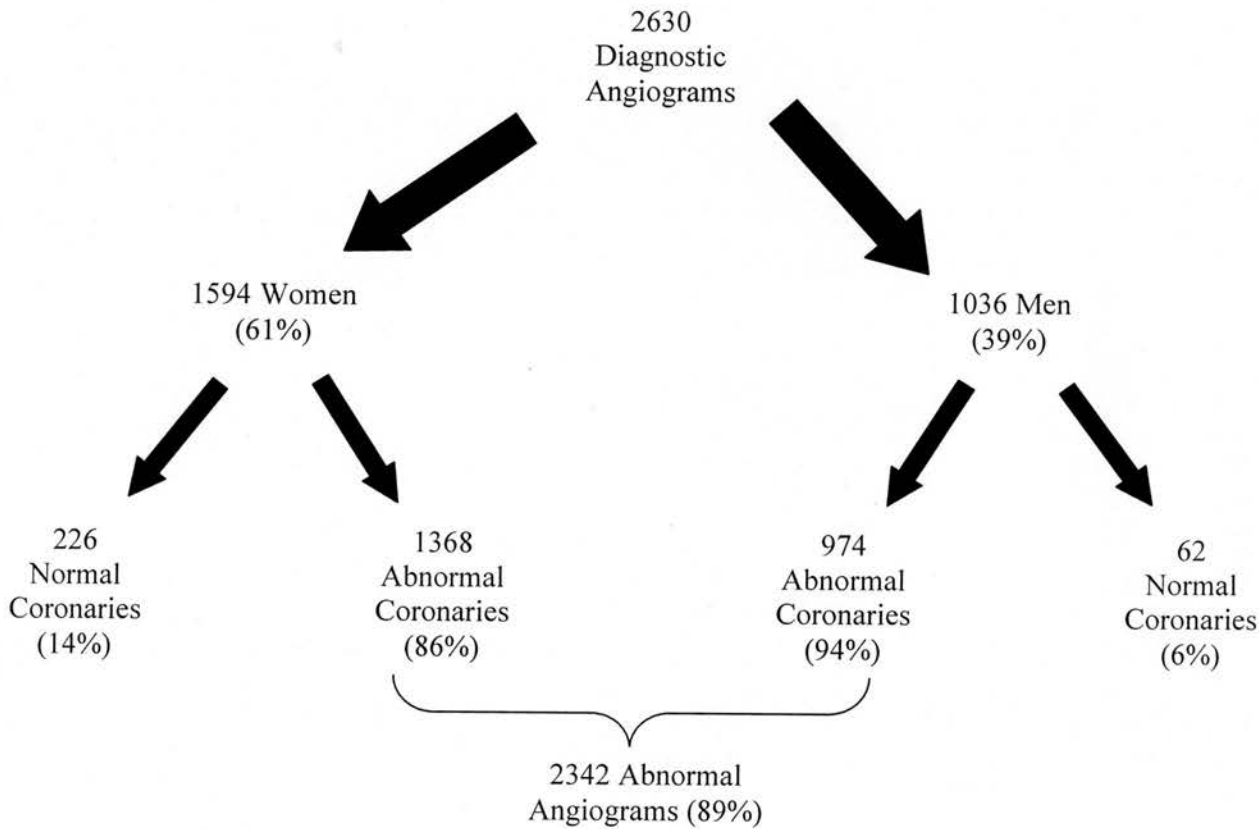 2630
Diagnostic
Angiograms
1594 Women
(61%)
1036 Men
(39%)
226
Normal
Coronaries
(14%)
1368
Abnormal
Coronaries
(86%)
974
Abnormal
Coronaries
(94%)
62
Normal
Coronaries
(6%)
2342 Abnormal
Angiograms (89%)